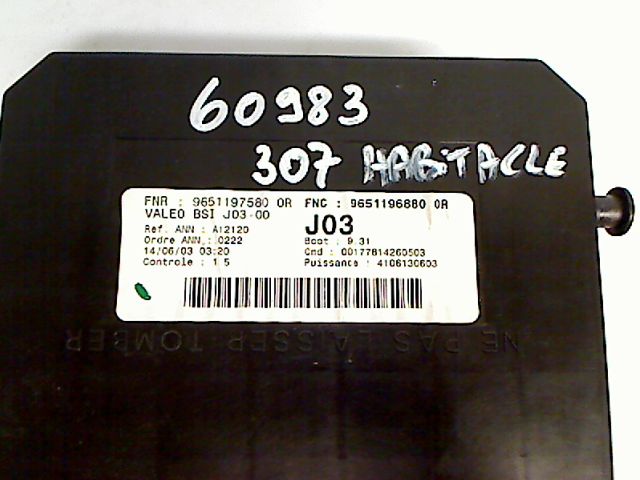 60983
307 HABiTACLE
FNR : 9651197580 0R FNC : 9651196880 0R
VALEO BSI J03-00 J03
Ref. ANN : A12120 Boot : 9.31
Ordre ANN : 0222 Cmd : 00177814260503
14/06/03 03:20 Puissance : 4106130603
Controle : 1 5
NE PAS LAISSER TOMBER